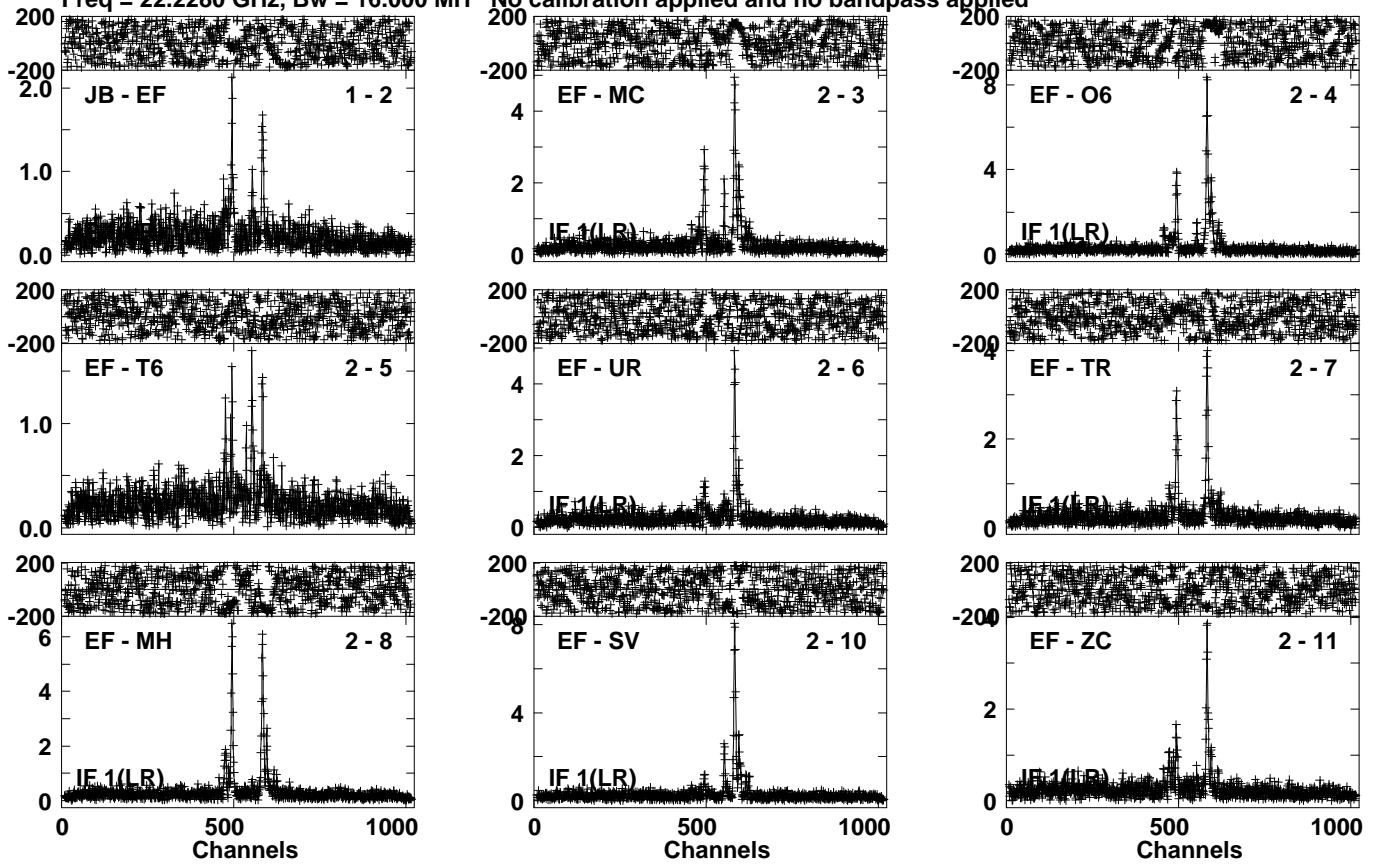 Freq = 22.2280 GHz, Bw = 16.000 MH No calibration applied and no bandpass applied
200 200 200
-200 -200 -200
JB - EF 1 - 2 EF - MC 2 - 3 EF - O6 2 - 4
2.0 4 8
1.0 2 4
IF 1(LR) IF 1(LR)
0.0 0 0
200 200 200
-200 -200 -200
EF - T6 2 - 5 EF - UR 2 - 6 EF - TR 2 - 7
4 4
1.0 2 2
IF 1(LR) IF 1(LR)
0.0 0 0
200 200 200
-200 -200 -200
EF - MH 2 - 8 EF - SV 2 - 10 EF - ZC 2 - 11
6 8 4
4 4 2
2
IF 1(LR) IF 1(LR) IF 1(LR)
0 0 0
0 500 1000 0 500 1000 0 500 1000
Channels Channels Channels